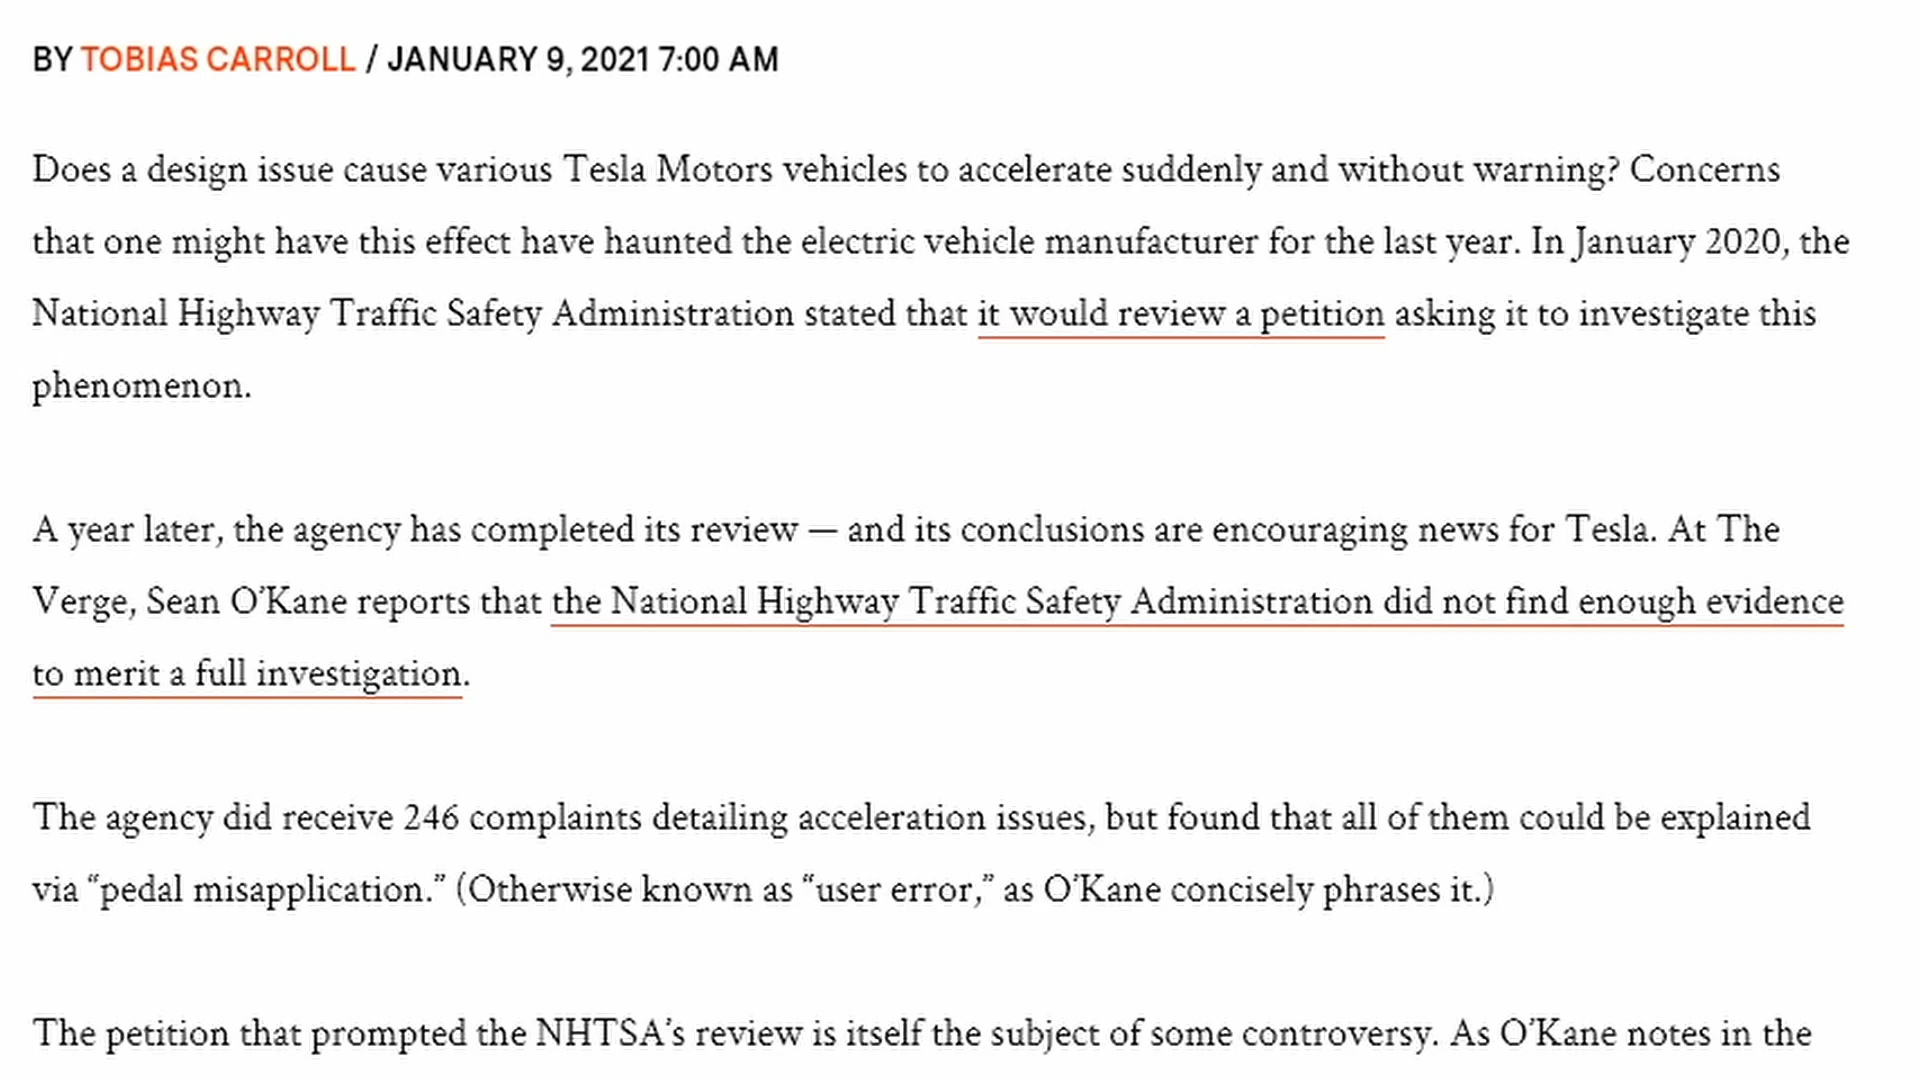 BY TOBIAS CARROLL / JANUARY 9, 2021 7:00 AM
Does a design issue cause various Tesla Motors vehicles to accelerate suddenly and without warning? Concerns
that one might have this effect have haunted the electric vehicle manufacturer for the last year. In January 2020, the
National Highway Traffic Safety Administration stated that it would review a petition asking it to investigate this
phenomenon.
A year later, the agency has completed its review — and its conclusions are encouraging news for Tesla. At The
Verge, Sean O’Kane reports that the National Highway Traffic Safety Administration did not find enough evidence
to merit a full investigation.
The agency did receive 246 complaints detailing acceleration issues, but found that all of them could be explained
via “pedal misapplication.” (Otherwise known as “user error,” as O’Kane concisely phrases it.)
The petition that prompted the NHTSA’s review is itself the subject of some controversy. As O’Kane notes in the